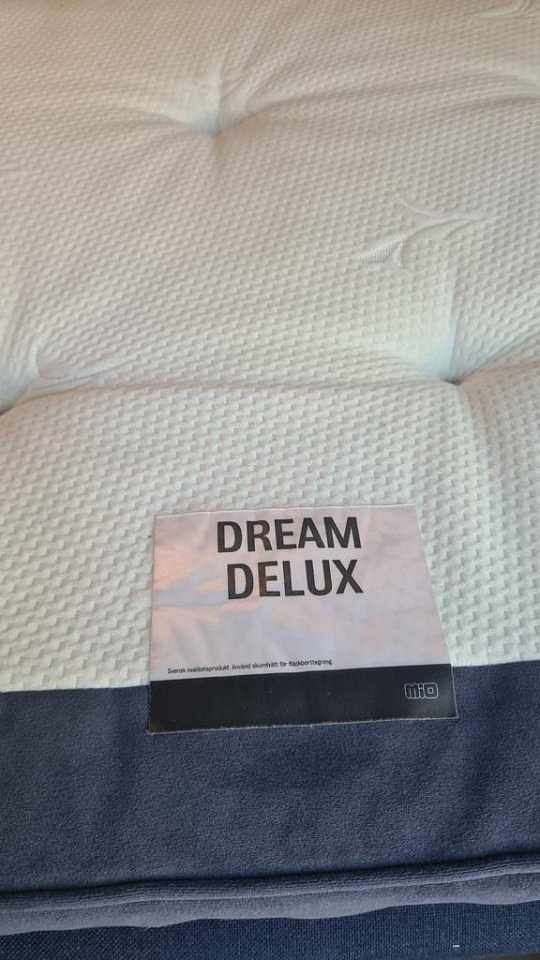 DREAM
DELUX
Svensk kvalitetsprodukt. Använd skumtvätt för fläckborttagning
MiO